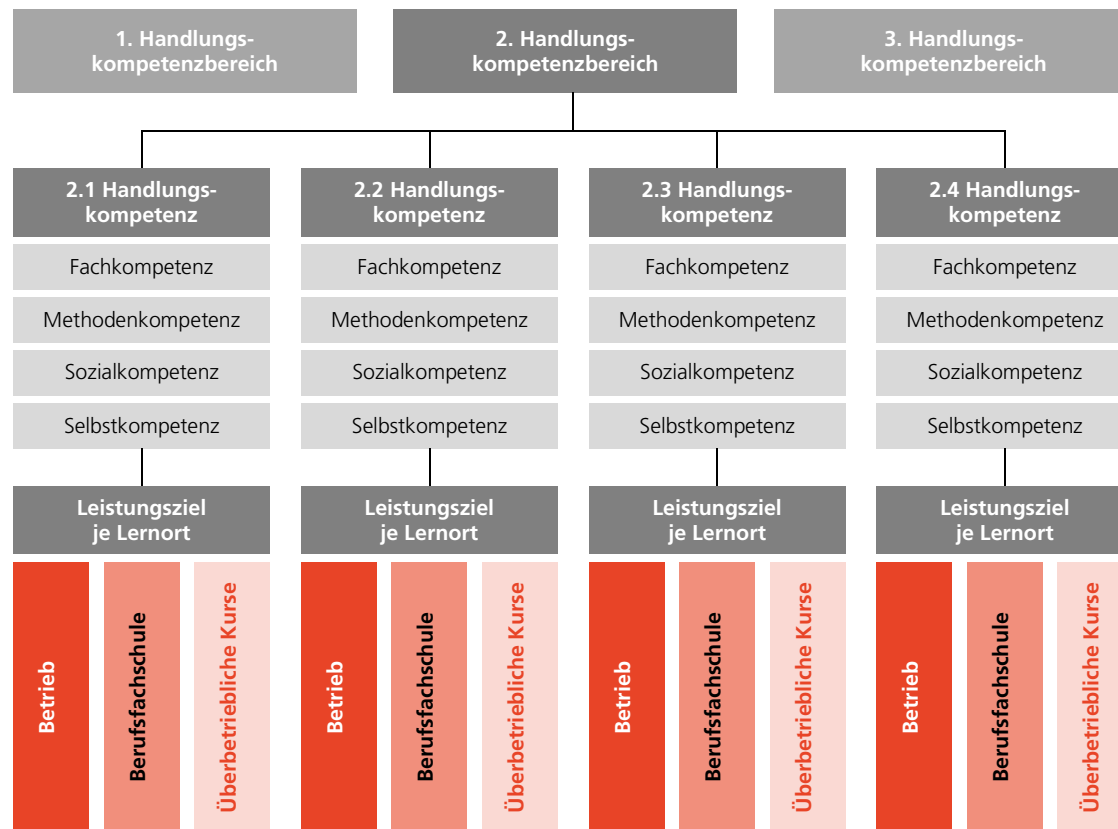 1. Handlungs-
kompetenzbereich
2. Handlungs-
kompetenzbereich
3. Handlungs-
kompetenzbereich
2.1 Handlungs-
kompetenz
2.2 Handlungs-
kompetenz
2.3 Handlungs-
kompetenz
2.4 Handlungs-
kompetenz
Fachkompetenz
Fachkompetenz
Fachkompetenz
Fachkompetenz
Methodenkompetenz
Methodenkompetenz
Methodenkompetenz
Methodenkompetenz
Sozialkompetenz
Sozialkompetenz
Sozialkompetenz
Sozialkompetenz
Selbstkompetenz
Selbstkompetenz
Selbstkompetenz
Selbstkompetenz
Leistungsziel
je Lernort
Leistungsziel
je Lernort
Leistungsziel
je Lernort
Leistungsziel
je Lernort
Betrieb
Berufsfachschule
Überbetriebliche Kurse
Betrieb
Berufsfachschule
Überbetriebliche Kurse
Betrieb
Berufsfachschule
Überbetriebliche Kurse
Betrieb
Berufsfachschule
Überbetriebliche Kurse